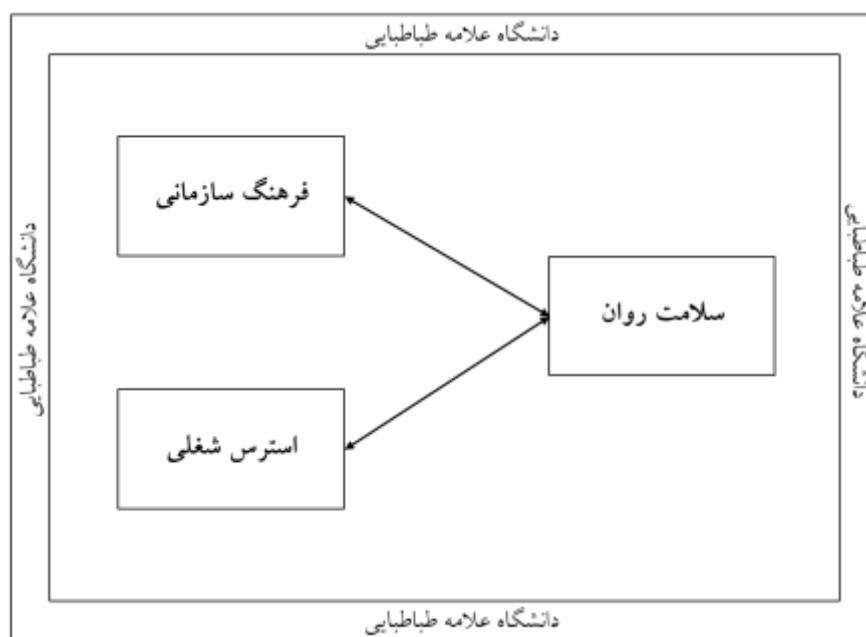 دانشگاه علامه طباطبایی
دانشگاه علامه طباطبایی
فرهنگ سازمانی
سلامت روان
استرس شغلی
دانشگاه علامه طباطبایی
دانشگاه علامه طباطبایی